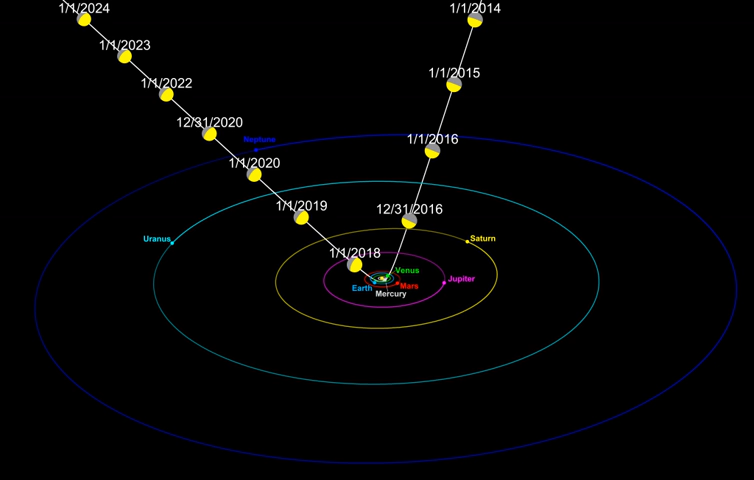 1/1/2024
1/1/2014
1/1/2023
1/1/2015
1/1/2022
12/31/2020
Neptune
1/1/2016
1/1/2020
1/1/2019
12/31/2016
Uranus
Saturn
1/1/2018
Venus
Jupiter
Earth
Mars
Mercury